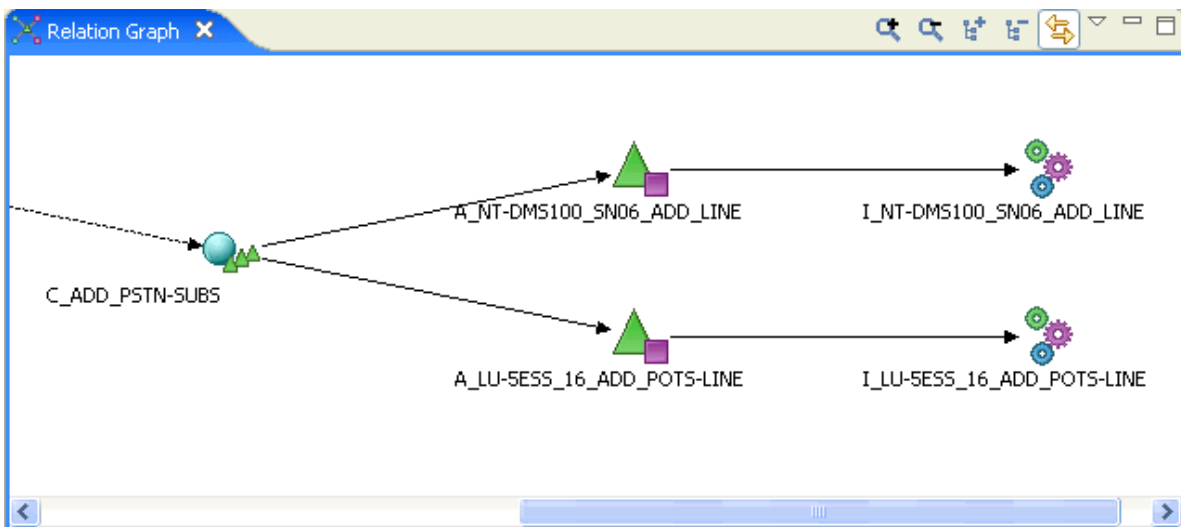 Relation Graph
A_NT-DMS100_SN06_ADD_LINE
I_NT-DMS100_SN06_ADD_LINE
C_ADD_PSTN-SUBS
A_LU-5ESS_16_ADD_POTS-LINE
I_LU-5ESS_16_ADD_POTS-LINE